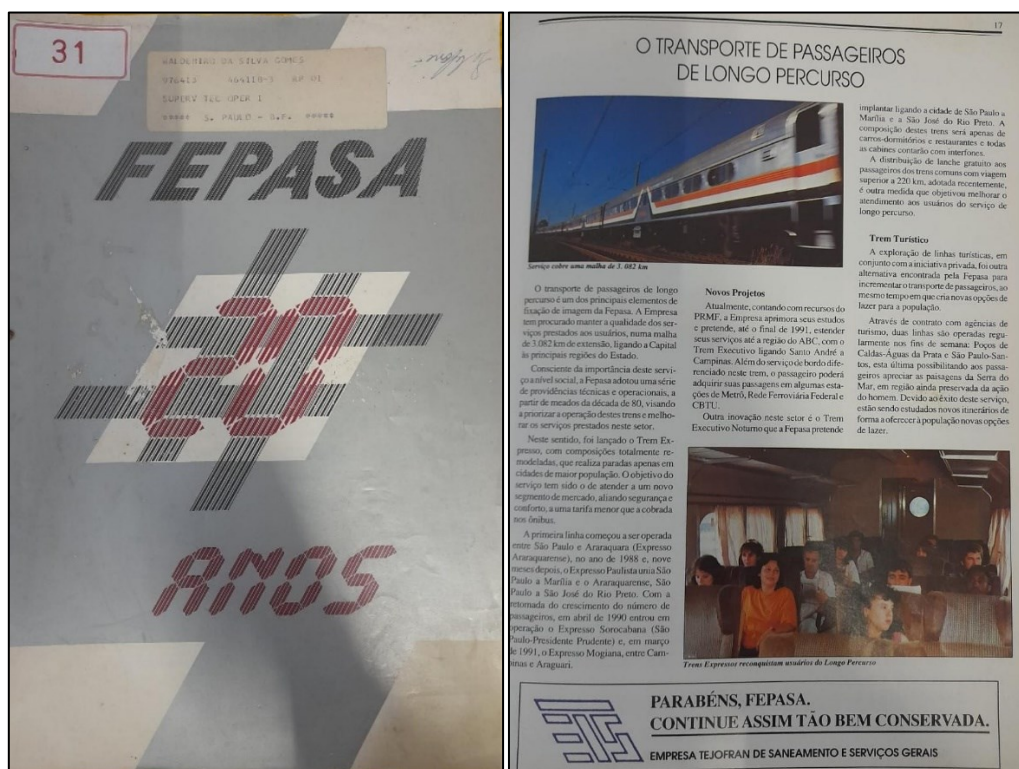 31
WALDEMIRO DA SILVA GOMES
SUPERV TEC OPER I
***** S. PAULO - S.P. *****
FEPASA
20
ANOS
17
O TRANSPORTE DE PASSAGEIROS
DE LONGO PERCURSO
Serviço cobre uma malha de 3.082 km
O transporte de passageiros de longo
percurso é um dos principais elementos de
fixação de imagem da Fepasa. A Empresa
tem procurado manter a qualidade dos ser-
viços prestados aos usuários, numa malha
de 3.082 km de extensão, ligando a Capital
às principais regiões do Estado.
Consciente da importância deste servi-
ço a nível social, a Fepasa adotou uma série
de providências técnicas e operacionais, a
partir de meados da década de 80, visando
a priorizar a operação destes trens e melho-
rar os serviços prestados neste setor.
Neste sentido, foi lançado o Trem Ex-
presso, com composições totalmente re-
modeladas, que realiza paradas apenas em
cidades de maior população. O objetivo do
serviço tem sido o de atender a um novo
segmento de mercado, aliando segurança e
conforto, a uma tarifa menor que a cobrada
nos ônibus.
A primeira linha começou a ser operada
entre São Paulo e Araraquara (Expresso
Araraquarense), no ano de 1988 e, nove
meses depois, o Expresso Paulista unia São
Paulo a Marília e o Araraquarense, São
Paulo a São José do Rio Preto. Com a
retomada do crescimento do número de
passageiros, em abril de 1990 entrou em
operação o Expresso Sorocabana (São
Paulo-Presidente Prudente) e, em março
de 1991, o Expresso Mogiana, entre Cam-
pinas e Araguari.
Novos Projetos
Atualmente, contando com recursos do
PRMF, a Empresa aprimora seus estudos
e pretende, até o final de 1991, estender
seus serviços até a região do ABC, com o
Trem Executivo ligando Santo André a
Campinas. Além do serviço de bordo dife-
renciado neste trem, o passageiro poderá
adquirir suas passagens em algumas esta-
ções de Metrô, Rede Ferroviária Federal e
CBTU.
Outra inovação neste setor é o Trem
Executivo Noturno que a Fepasa pretende
implantar ligando a cidade de São Paulo a
Marília e a São José do Rio Preto. A
composição destes trens será apenas de
carros-dormitórios e restaurantes e todas
as cabines contarão com interfones.
A distribuição de lanche gratuito aos
passageiros dos trens comuns com viagem
superior a 220 km, adotada recentemente,
é outra medida que objetivou melhorar o
atendimento aos usuários do serviço de
longo percurso.
Trem Turístico
A exploração de linhas turísticas, em
conjunto com a iniciativa privada, foi outra
alternativa encontrada pela Fepasa para
incrementar o transporte de passageiros, ao
mesmo tempo em que cria novas opções de
lazer para a população.
Através de contrato com agências de
turismo, duas linhas são operadas regu-
larmente nos fins de semana: Poços de
Caldas-Águas da Prata e São Paulo-San-
tos, esta última possibilitando aos passa-
geiros apreciar as paisagens da Serra do
Mar, em região ainda preservada da ação
do homem. Devido ao êxito deste serviço,
estão sendo estudados novos itinerários de
forma a oferecer à população novas opções
de lazer.
Trens Expressor reconquistam usuários do Longo Percurso
ETS
PARABÉNS, FEPASA.
CONTINUE ASSIM TÃO BEM CONSERVADA.
EMPRESA TEJOFRAN DE SANEAMENTO E SERVIÇOS GERAIS